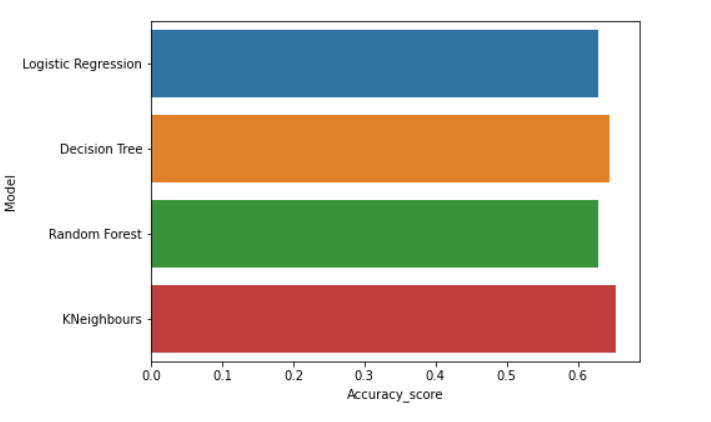 Logistic Regression
Decision Tree
Random Forest
KNeighbours
Model
0.0 0.1 0.2 0.3 0.4 0.5 0.6
Accuracy_score